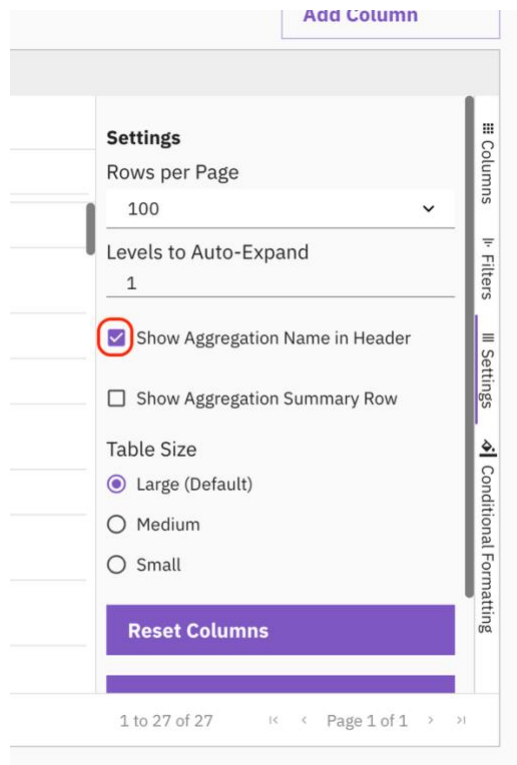 Add Column
Settings
Rows per Page
100
Levels to Auto-Expand
1
Show Aggregation Name in Header
Show Aggregation Summary Row
Table Size
Large (Default)
Medium
Small
Reset Columns
1 to 27 of 27
Page 1 of 1
Columns
Filters
Settings
Conditional Formatting